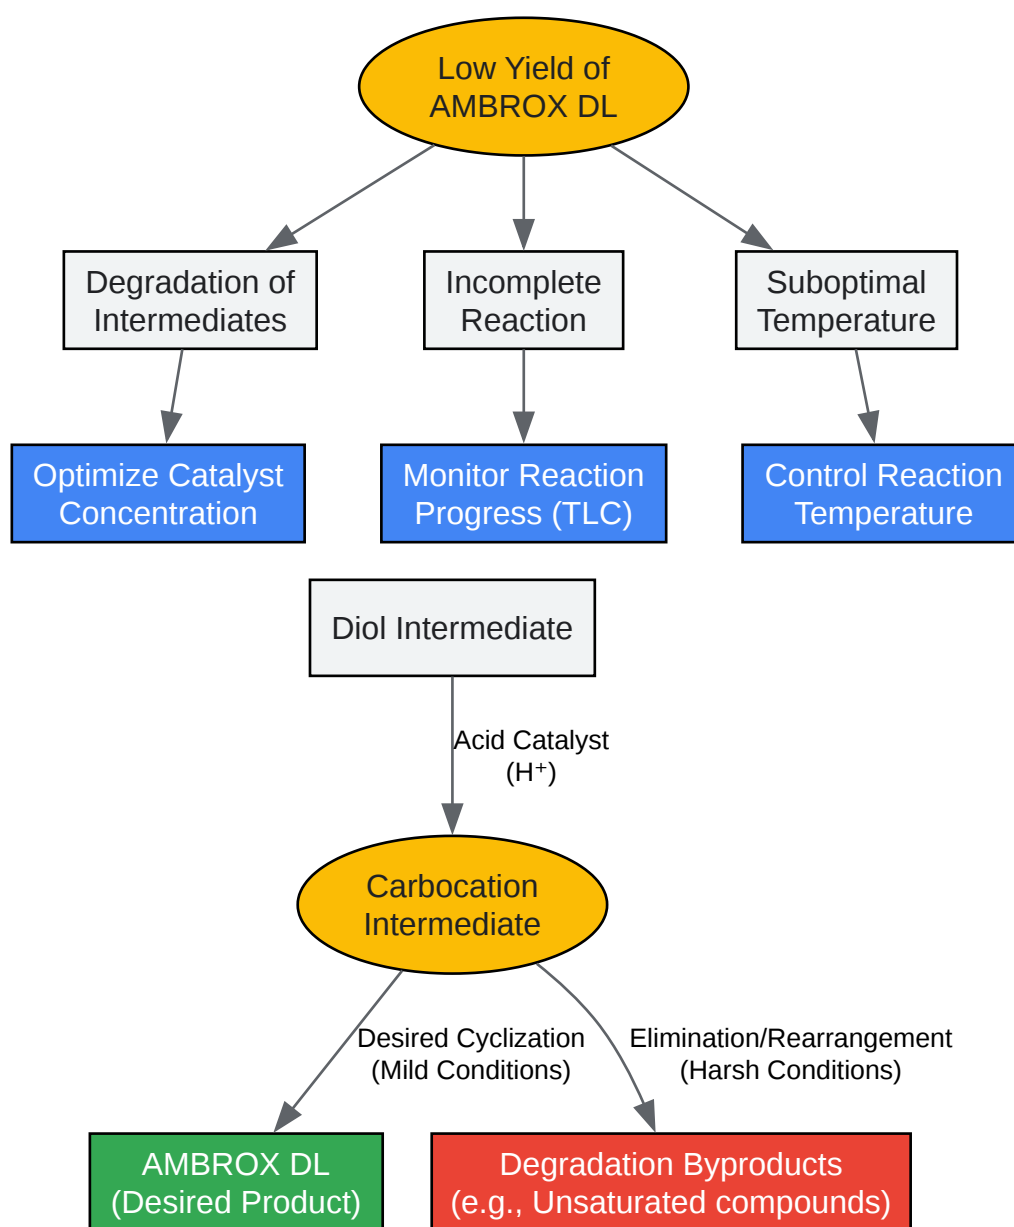 Low Yield of
AMBROX DL
Degradation of
Intermediates
Incomplete
Reaction
Suboptimal
Temperature
Optimize Catalyst
Concentration
Monitor Reaction
Progress (TLC)
Control Reaction
Temperature
Diol Intermediate
Acid Catalyst
(H⁺)
Carbocation
Intermediate
Desired Cyclization
(Mild Conditions)
Elimination/Rearrangement
(Harsh Conditions)
AMBROX DL
(Desired Product)
Degradation Byproducts
(e.g., Unsaturated compounds)